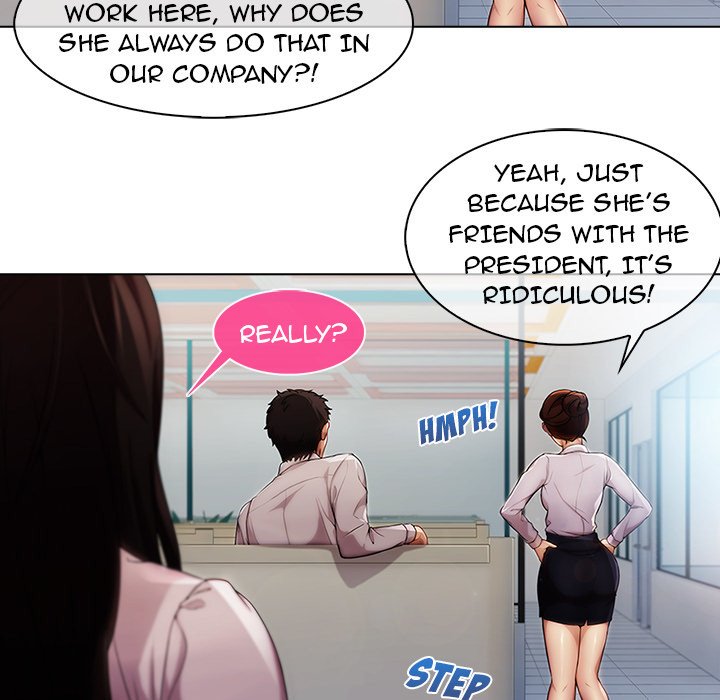 WORK HERE, WHY DOES
SHE ALWAYS DO THAT IN
OUR COMPANY?!
YEAH, JUST
BECAUSE SHE'S
FRIENDS WITH THE
PRESIDENT, IT'S
RIDICULOUS!
REALLY?
HMPH!
STEP